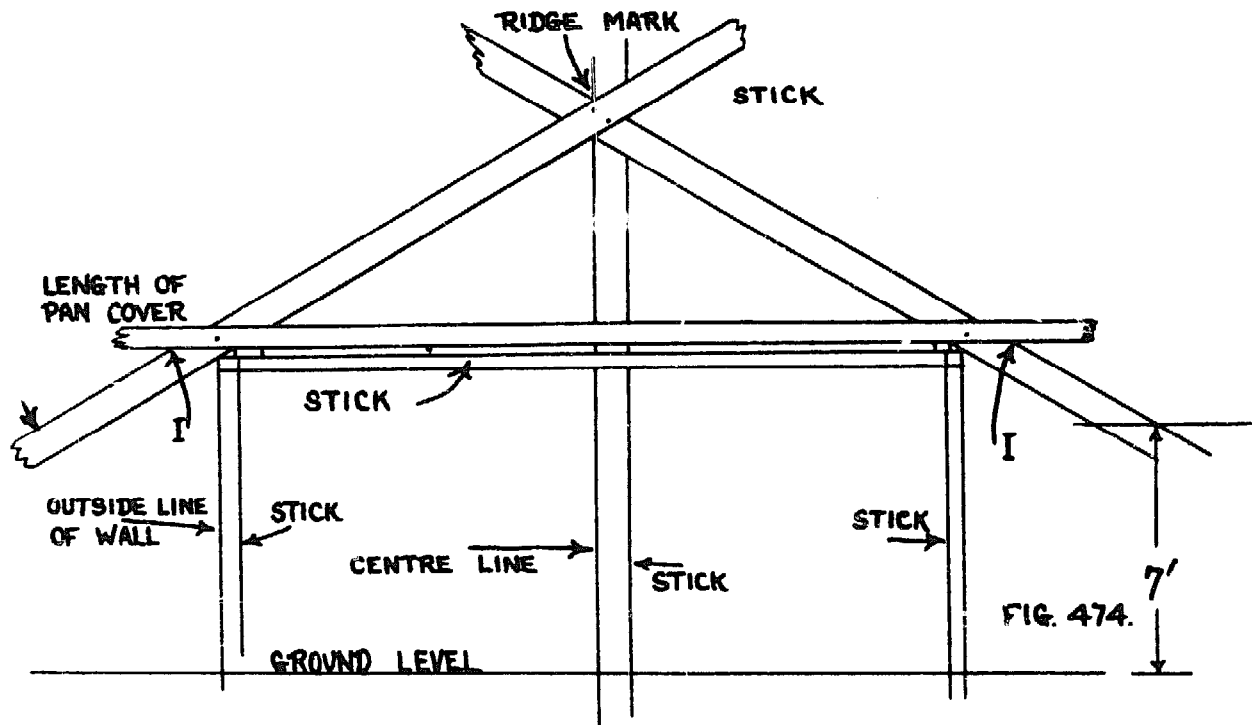 RIDGE MARK
STICK
LENGTH OF
PAN COVER
STICK
I
I
OUTSIDE LINE
OF WALL
STICK
STICK
CENTRE LINE
STICK
7'
FIG. 474.
GROUND LEVEL